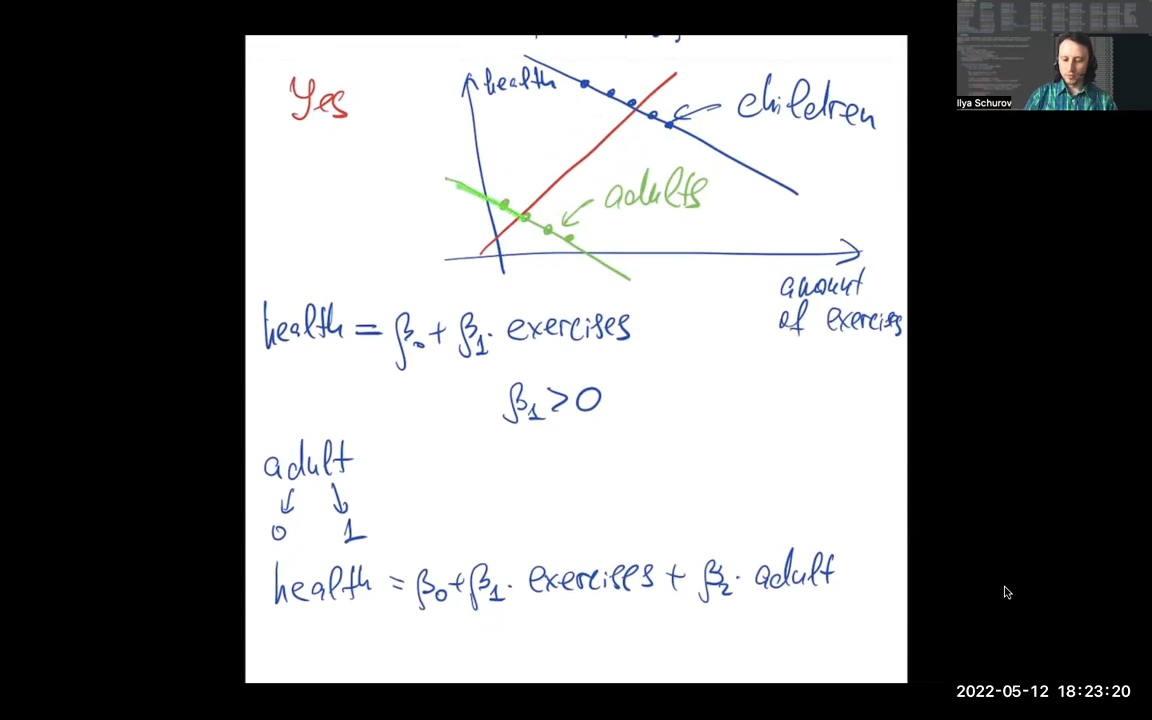 Yes
health
children
adults
amount
of exercises
health = β₀ + β₁· exercises
β₁ > 0
adult
0 1
health = β₀ + β₁· exercises + β₂· adult
Ilya Schurov
2022-05-12 18:23:20